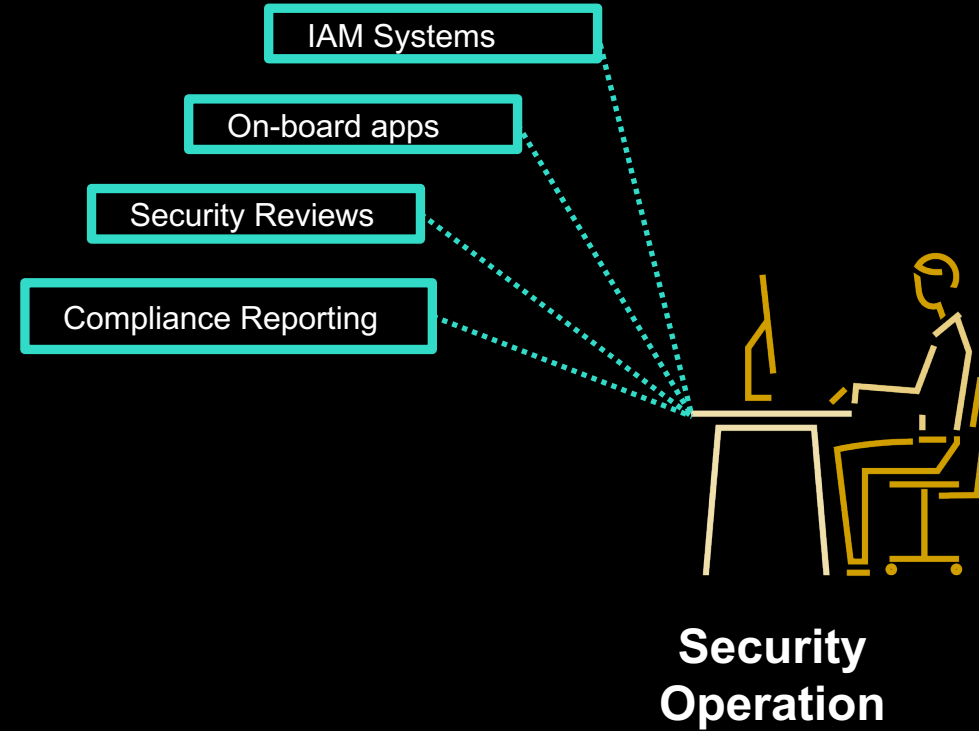 IAM Systems
On-board apps
Security Reviews
Compliance Reporting
Security
Operation